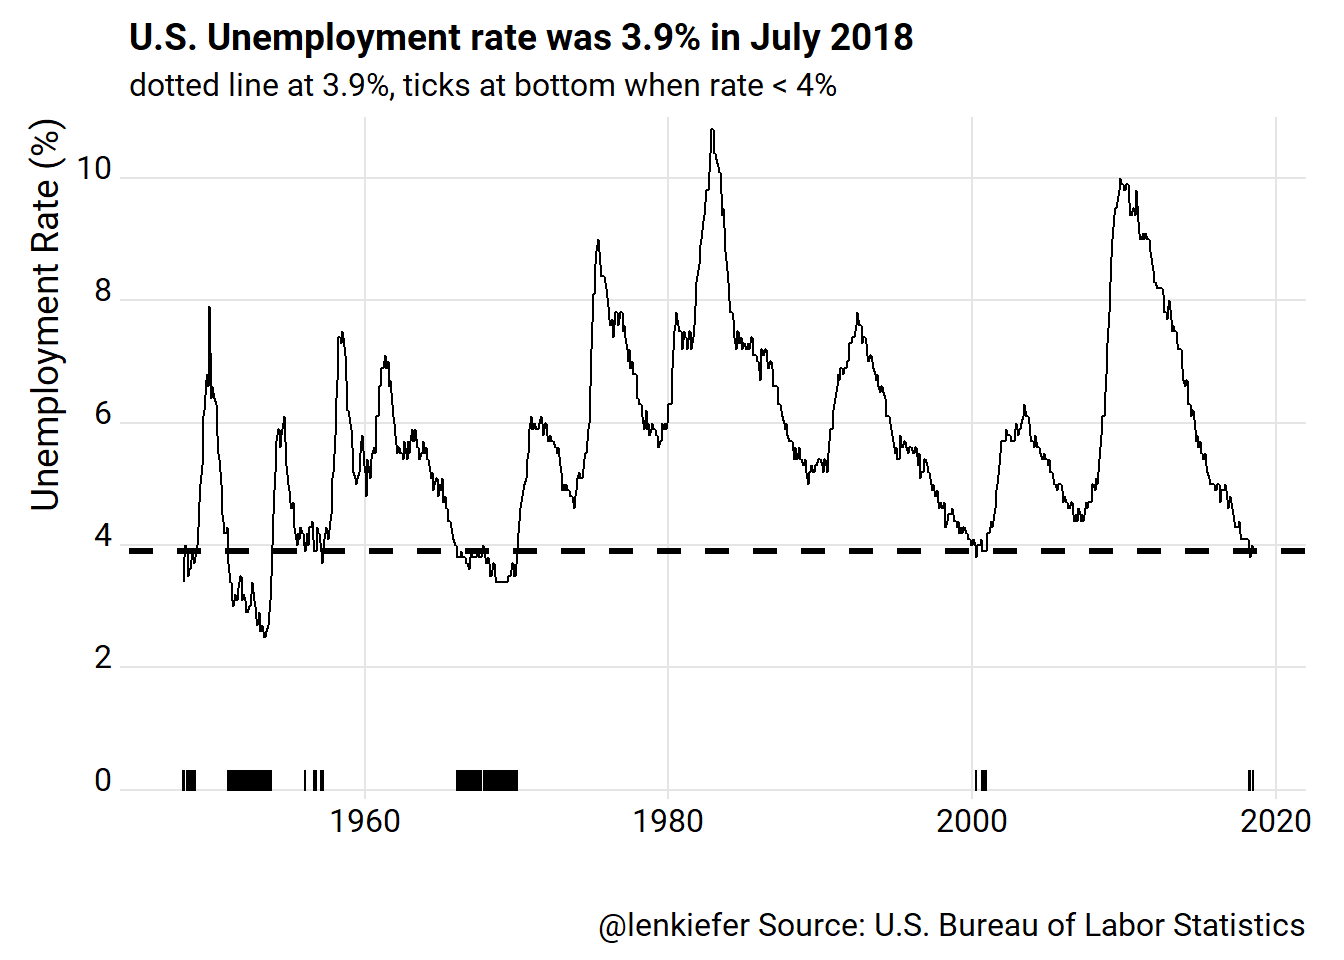 U.S. Unemployment rate was 3.9% in July 2018
dotted line at 3.9%, ticks at bottom when rate < 4%
Unemployment Rate (%)
10
8
6
4
2
0
1960 1980 2000 2020
@lenkiefer Source: U.S. Bureau of Labor Statistics